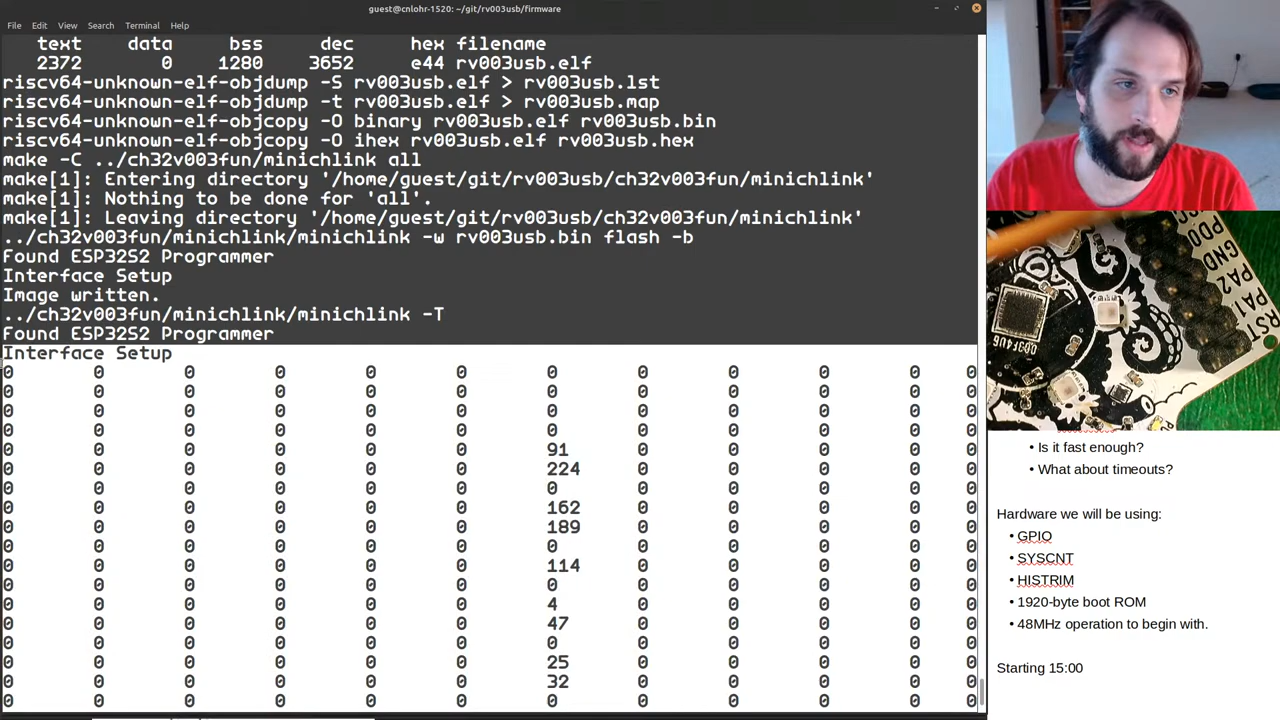 guest@cnlohr-1520: ~/git/rv003usb/firmware
File Edit View Search Terminal Help
text data bss dec hex filename
2372 0 1280 3652 e44 rv003usb.elf
riscv64-unknown-elf-objdump -S rv003usb.elf > rv003usb.lst
riscv64-unknown-elf-objdump -t rv003usb.elf > rv003usb.map
riscv64-unknown-elf-objcopy -O binary rv003usb.elf rv003usb.bin
riscv64-unknown-elf-objcopy -O ihex rv003usb.elf rv003usb.hex
make -C ../ch32v003fun/minichlink all
make[1]: Entering directory '/home/guest/git/rv003usb/ch32v003fun/minichlink'
make[1]: Nothing to be done for 'all'.
make[1]: Leaving directory '/home/guest/git/rv003usb/ch32v003fun/minichlink'
../ch32v003fun/minichlink/minichlink -w rv003usb.bin flash -b
Found ESP32S2 Programmer
Interface Setup
Image written.
../ch32v003fun/minichlink/minichlink -T
Found ESP32S2 Programmer
Interface Setup
0 0 0 0 0 0 0 0 0 0 0 0
0 0 0 0 0 0 0 0 0 0 0 0
0 0 0 0 0 0 0 0 0 0 0 0
0 0 0 0 0 0 0 0 0 0 0 0
0 0 0 0 0 0 91 0 0 0 0 0
0 0 0 0 0 0 224 0 0 0 0 0
0 0 0 0 0 0 0 0 0 0 0 0
0 0 0 0 0 0 162 0 0 0 0 0
0 0 0 0 0 0 189 0 0 0 0 0
0 0 0 0 0 0 0 0 0 0 0 0
0 0 0 0 0 0 114 0 0 0 0 0
0 0 0 0 0 0 0 0 0 0 0 0
0 0 0 0 0 0 4 0 0 0 0 0
0 0 0 0 0 0 47 0 0 0 0 0
0 0 0 0 0 0 0 0 0 0 0 0
0 0 0 0 0 0 25 0 0 0 0 0
0 0 0 0 0 0 32 0 0 0 0 0
0 0 0 0 0 0 0 0 0 0 0 0
PD0
GND
PA2
PA1
RST
• Is it fast enough?
• What about timeouts?
Hardware we will be using:
• GPIO
• SYSCNT
• HISTRIM
• 1920-byte boot ROM
• 48MHz operation to begin with.
Starting 15:00